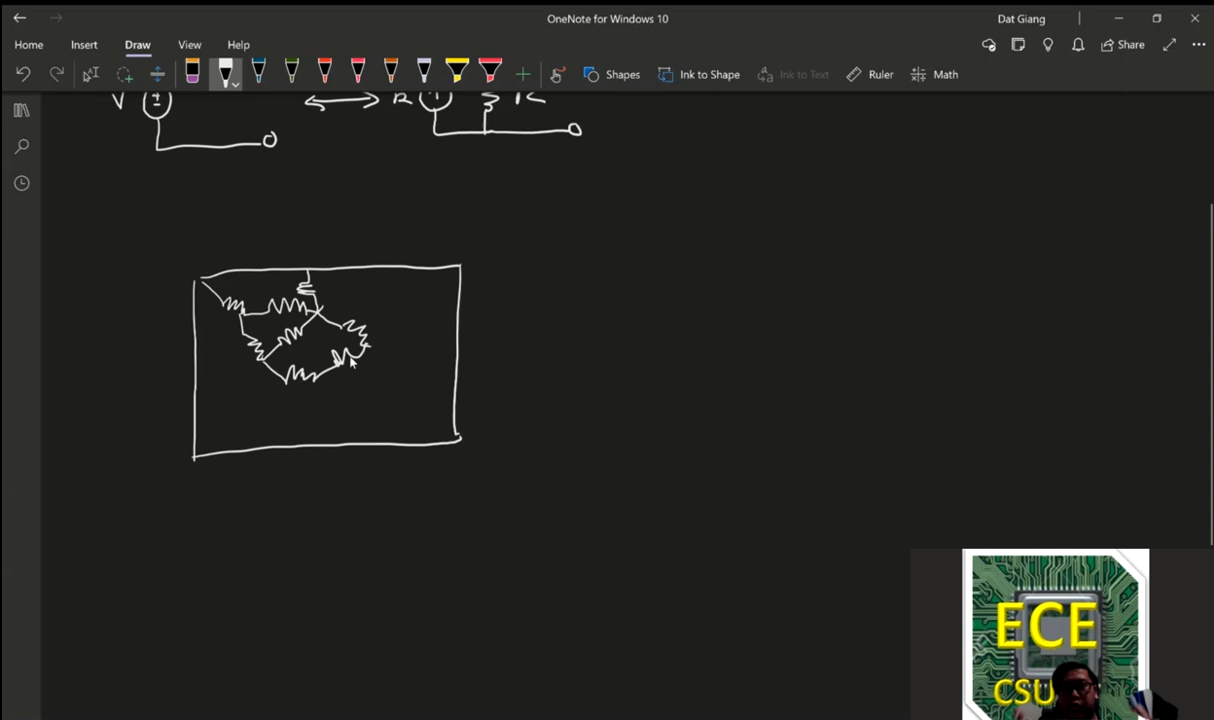 OneNote for Windows 10
Dat Giang
Home Insert Draw View Help
Share
Shapes Ink to Shape Ink to Text Ruler Math
V + - R
ECE
CSU